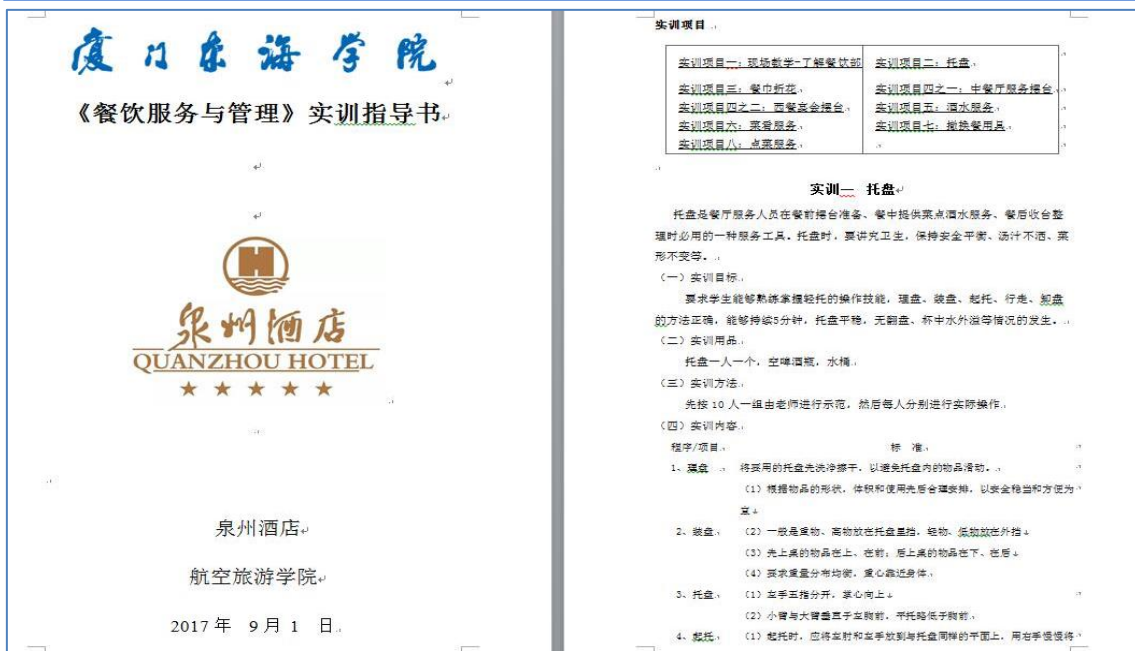 厦门东海学院
《餐饮服务与管理》实训指导书
H
泉州酒店
QUANZHOU HOTEL
泉州酒店
航空旅游学院
2017 年 9 月 1 日
实训项目
实训项目一：现场教学-了解餐饮部 实训项目二：托盘
实训项目三：餐巾折花 实训项目四之一：中餐厅服务摆台
实训项目四之二：西餐宴会摆台 实训项目五：酒水服务
实训项目六：菜肴服务 实训项目七：撤换餐用具
实训项目八：点菜服务
实训一 托盘
托盘是餐厅服务人员在餐前摆台准备、餐中提供菜点酒水服务、餐后收台整
理时必用的一种服务工具。托盘时，要讲究卫生，保持安全平衡、汤汁不洒、菜
形不变等。
（一）实训目标
要求学生能够熟练掌握轻托的操作技能，理盘、装盘、起托、行走、卸盘
的方法正确，能够持续5分钟，托盘平稳，无翻盘、杯中水外溢等情况的发生。
（二）实训用品
托盘一人一个，空啤酒瓶，水桶
（三）实训方法
先按 10 人一组由老师进行示范，然后每人分别进行实际操作
（四）实训内容
程序/项目 标 准
1、理盘 将要用的托盘先洗净擦干，以避免托盘内的物品滑动。
（1）根据物品的形状，体积和使用先后合理安排，以安全稳当和方便为
宜
2、装盘 （2）一般是重物、高物放在托盘里挡，轻物、低物放在外挡
（3）先上桌的物品在上、在前；后上桌的物品在下、在后
（4）要求重量分布均衡，重心靠近身体
3、托盘 （1）左手五指分开，掌心向上
（2）小臂与大臂垂直于左胸前，平托略低于胸前
4、起托 （1）起托时，应将左肘和左手放到与托盘同样的平面上，用右手慢慢将